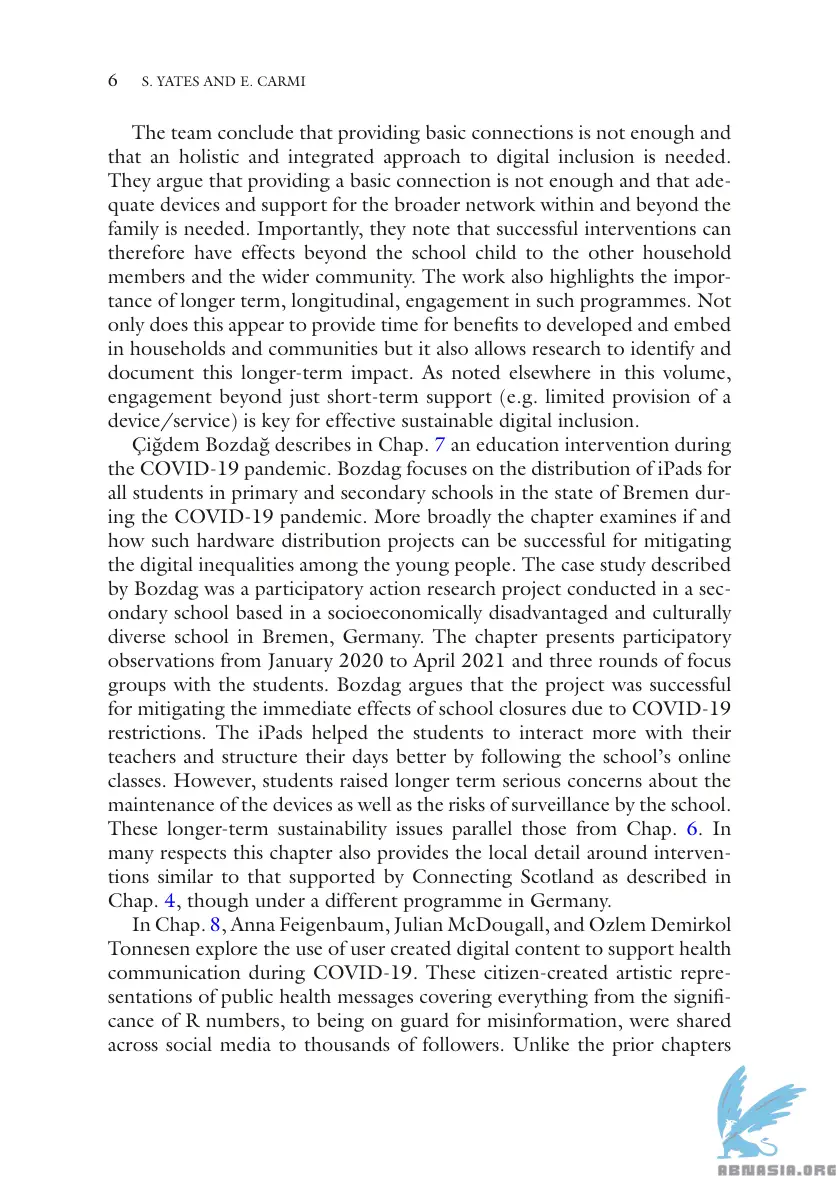 6 S. YATES AND E. CARMI
The team conclude that providing basic connections is not enough and
that an holistic and integrated approach to digital inclusion is needed.
They argue that providing a basic connection is not enough and that ade-
quate devices and support for the broader network within and beyond the
family is needed. Importantly, they note that successful interventions can
therefore have effects beyond the school child to the other household
members and the wider community. The work also highlights the impor-
tance of longer term, longitudinal, engagement in such programmes. Not
only does this appear to provide time for benefits to developed and embed
in households and communities but it also allows research to identify and
document this longer-term impact. As noted elsewhere in this volume,
engagement beyond just short-term support (e.g. limited provision of a
device/service) is key for effective sustainable digital inclusion.
Çiğdem Bozdağ describes in Chap. 7 an education intervention during
the COVID-19 pandemic. Bozdag focuses on the distribution of iPads for
all students in primary and secondary schools in the state of Bremen dur-
ing the COVID-19 pandemic. More broadly the chapter examines if and
how such hardware distribution projects can be successful for mitigating
the digital inequalities among the young people. The case study described
by Bozdag was a participatory action research project conducted in a sec-
ondary school based in a socioeconomically disadvantaged and culturally
diverse school in Bremen, Germany. The chapter presents participatory
observations from January 2020 to April 2021 and three rounds of focus
groups with the students. Bozdag argues that the project was successful
for mitigating the immediate effects of school closures due to COVID-19
restrictions. The iPads helped the students to interact more with their
teachers and structure their days better by following the school's online
classes. However, students raised longer term serious concerns about the
maintenance of the devices as well as the risks of surveillance by the school.
These longer-term sustainability issues parallel those from Chap. 6. In
many respects this chapter also provides the local detail around interven-
tions similar to that supported by Connecting Scotland as described in
Chap. 4, though under a different programme in Germany.
In Chap. 8, Anna Feigenbaum, Julian McDougall, and Ozlem Demirkol
Tonnesen explore the use of user created digital content to support health
communication during COVID-19. These citizen-created artistic repre-
sentations of public health messages covering everything from the signifi-
cance of R numbers, to being on guard for misinformation, were shared
across social media to thousands of followers. Unlike the prior chapters
ABNASIA.ORG